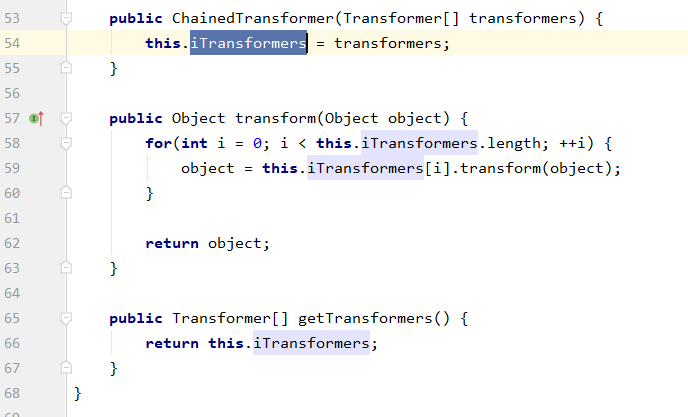 53 public ChainedTransformer(Transformer[] transformers) {
54 this.iTransformers = transformers;
55 }
56
57 public Object transform(Object object) {
58 for(int i = 0; i < this.iTransformers.length; ++i) {
59 object = this.iTransformers[i].transform(object);
60 }
61
62 return object;
63 }
64
65 public Transformer[] getTransformers() {
66 return this.iTransformers;
67 }
68 }